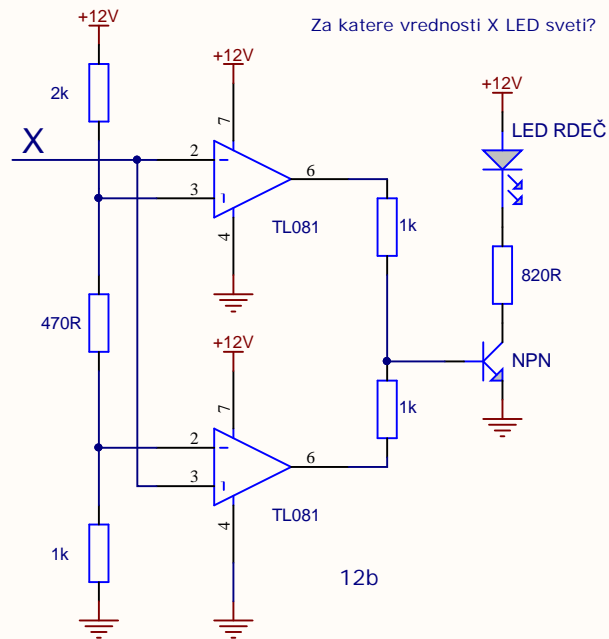 +12V
Za katere vrednosti X LED sveti?
+12V
+12V
2k
LED RDEČ
X
7
2
6
3
1k
TL081
4
820R
+12V
470R
NPN
7
1k
2
6
3
TL081
4
1k
12b